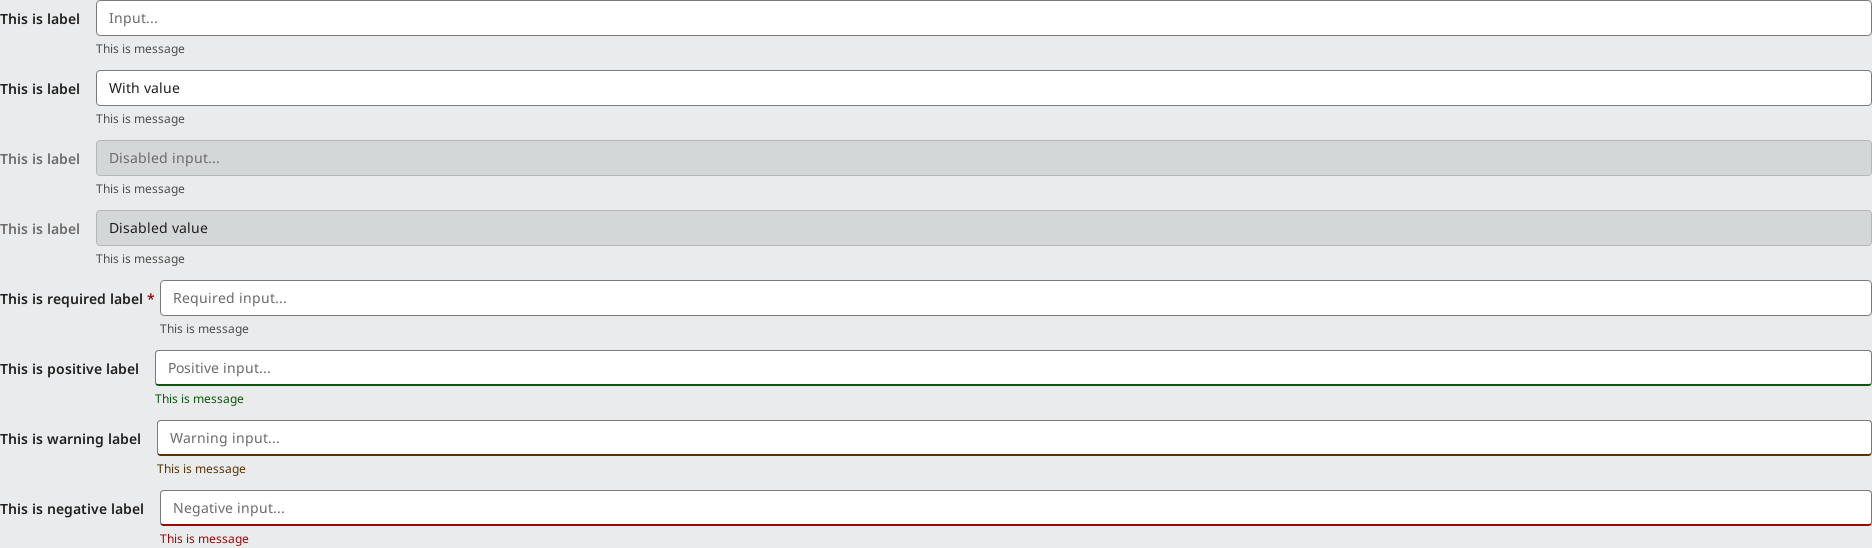 This is label Input...
This is message
This is label With value
This is message
This is label Disabled input...
This is message
This is label Disabled value
This is message
This is required label * Required input...
This is message
This is positive label Positive input...
This is message
This is warning label Warning input...
This is message
This is negative label Negative input...
This is message